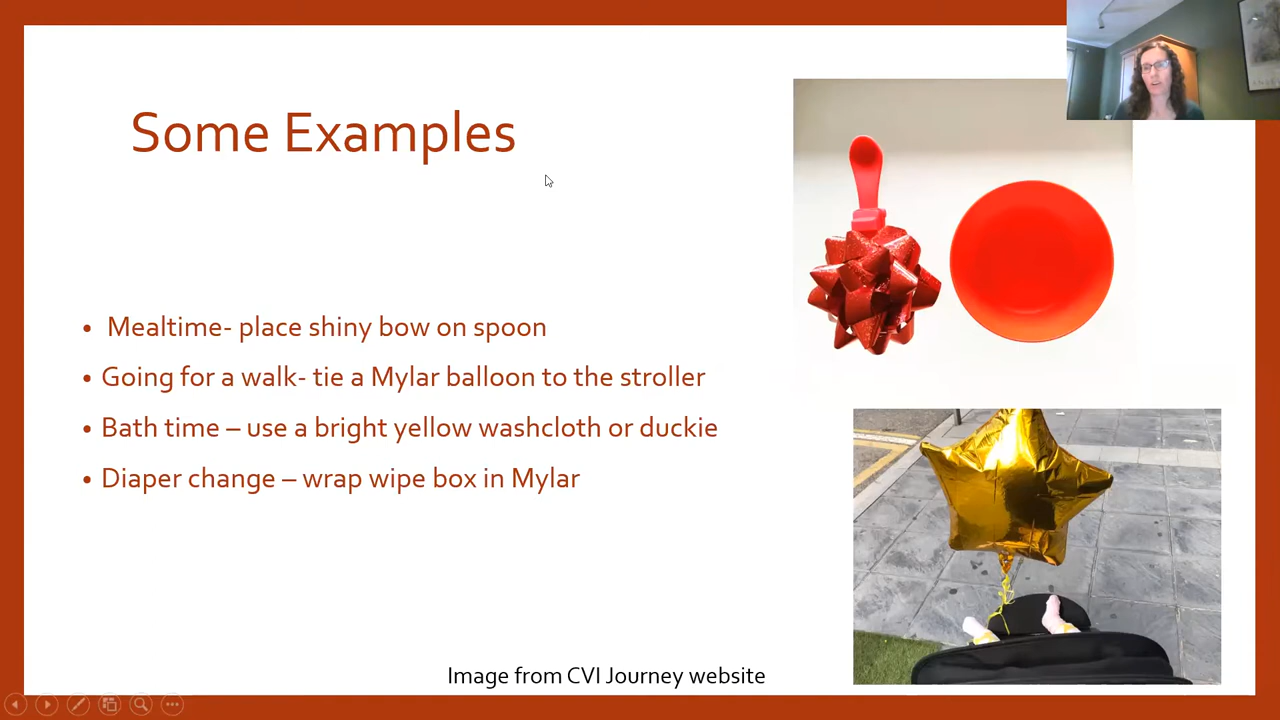 Some Examples
• Mealtime- place shiny bow on spoon
• Going for a walk- tie a Mylar balloon to the stroller
• Bath time – use a bright yellow washcloth or duckie
• Diaper change – wrap wipe box in Mylar
Image from CVI Journey website